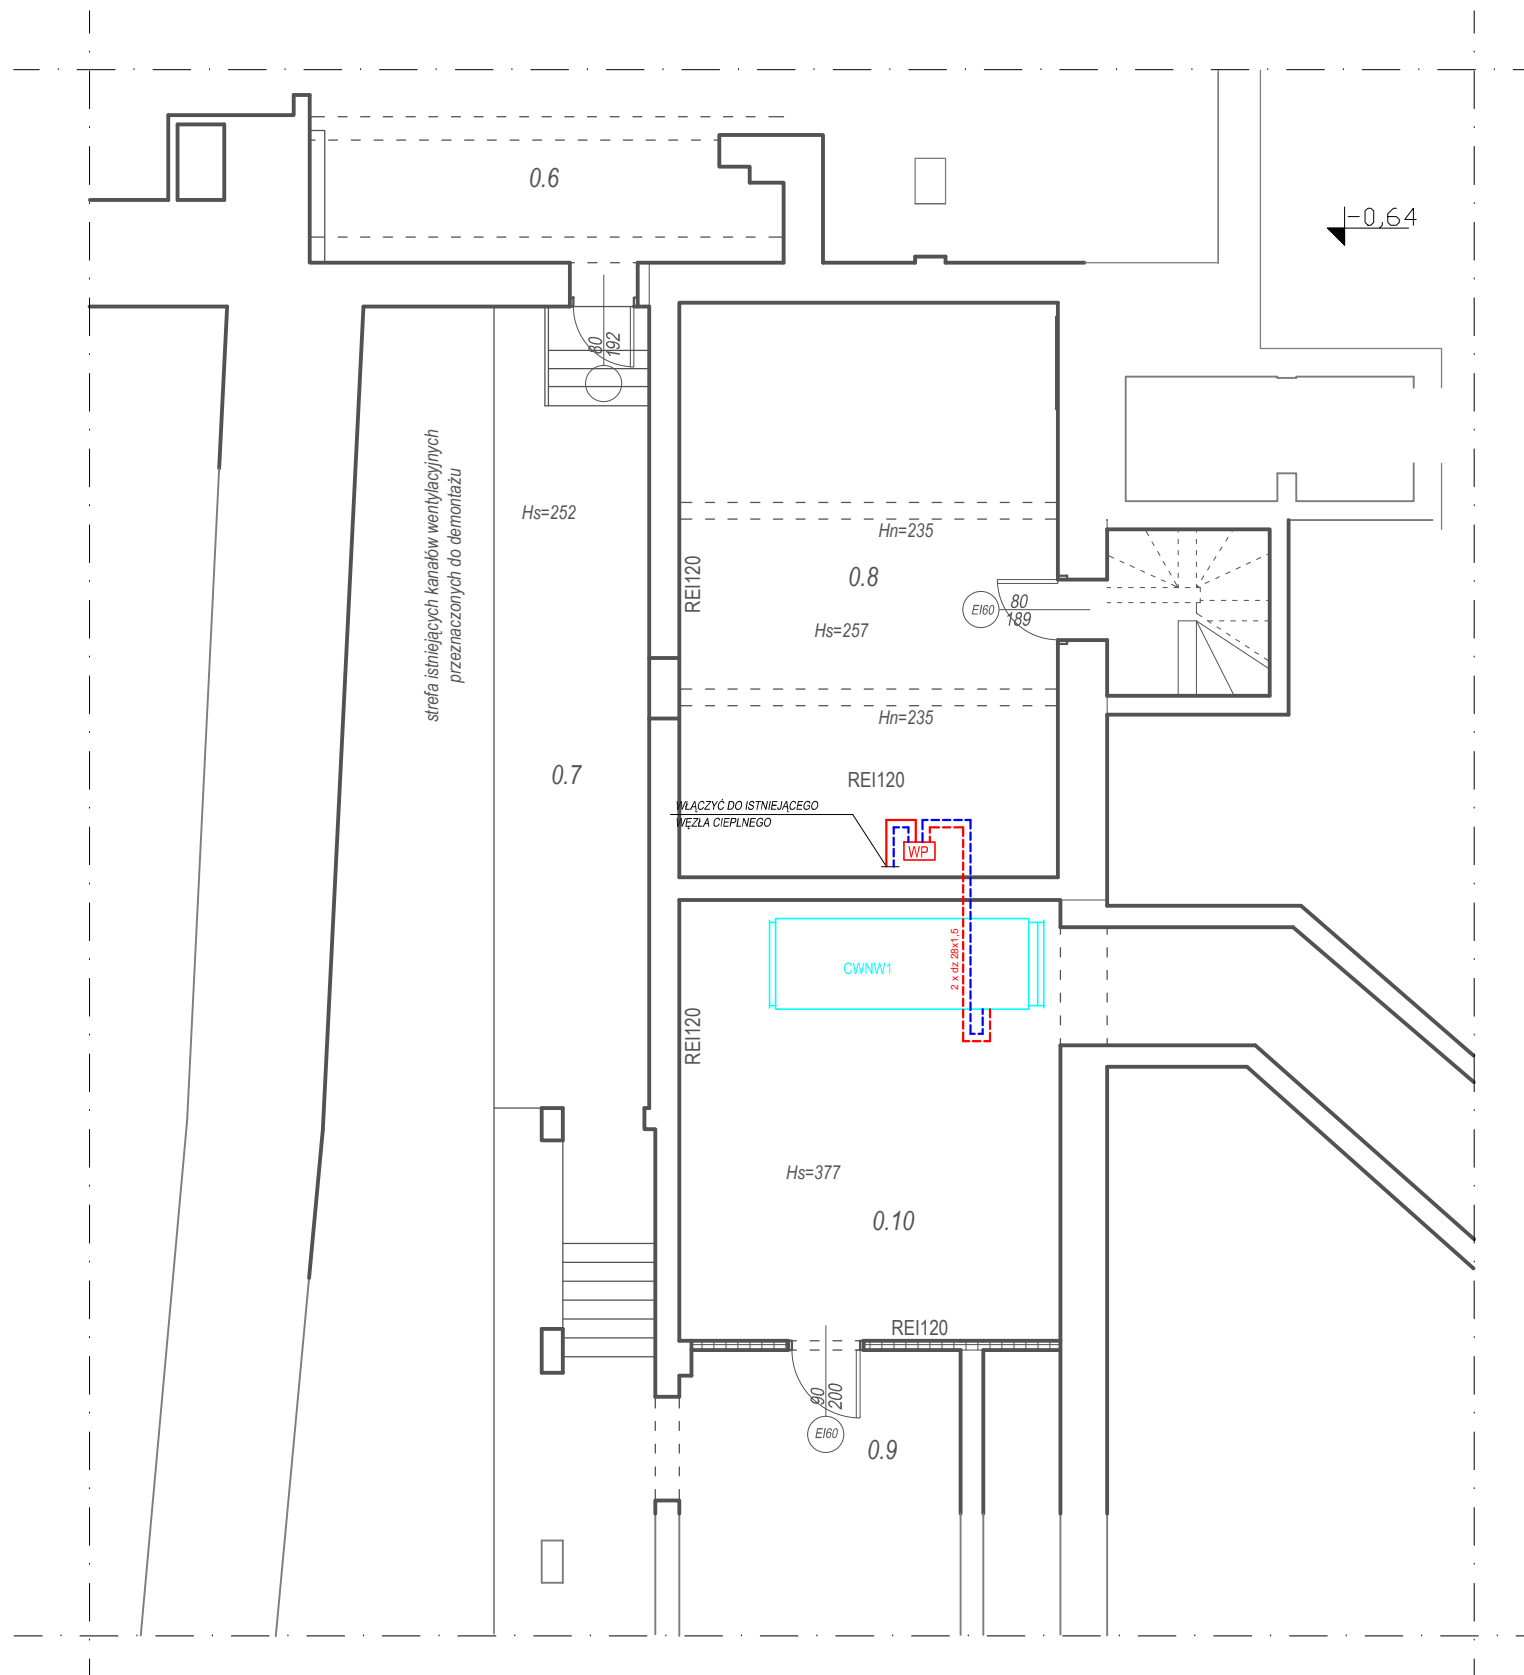 0.6
-0,64
80
192
strefa istniejących kanałów wentylacyjnych
przeznaczonych do demontażu
Hs=252
Hn=235
0.8
REI120
EI60
80
189
Hs=257
Hn=235
0.7
REI120
WŁĄCZYĆ DO ISTNIEJĄCEGO
WĘZŁA CIEPLNEGO
WP
2 x dz 28x1,5
CWNW1
REI120
Hs=377
0.10
REI120
90
200
EI60
0.9